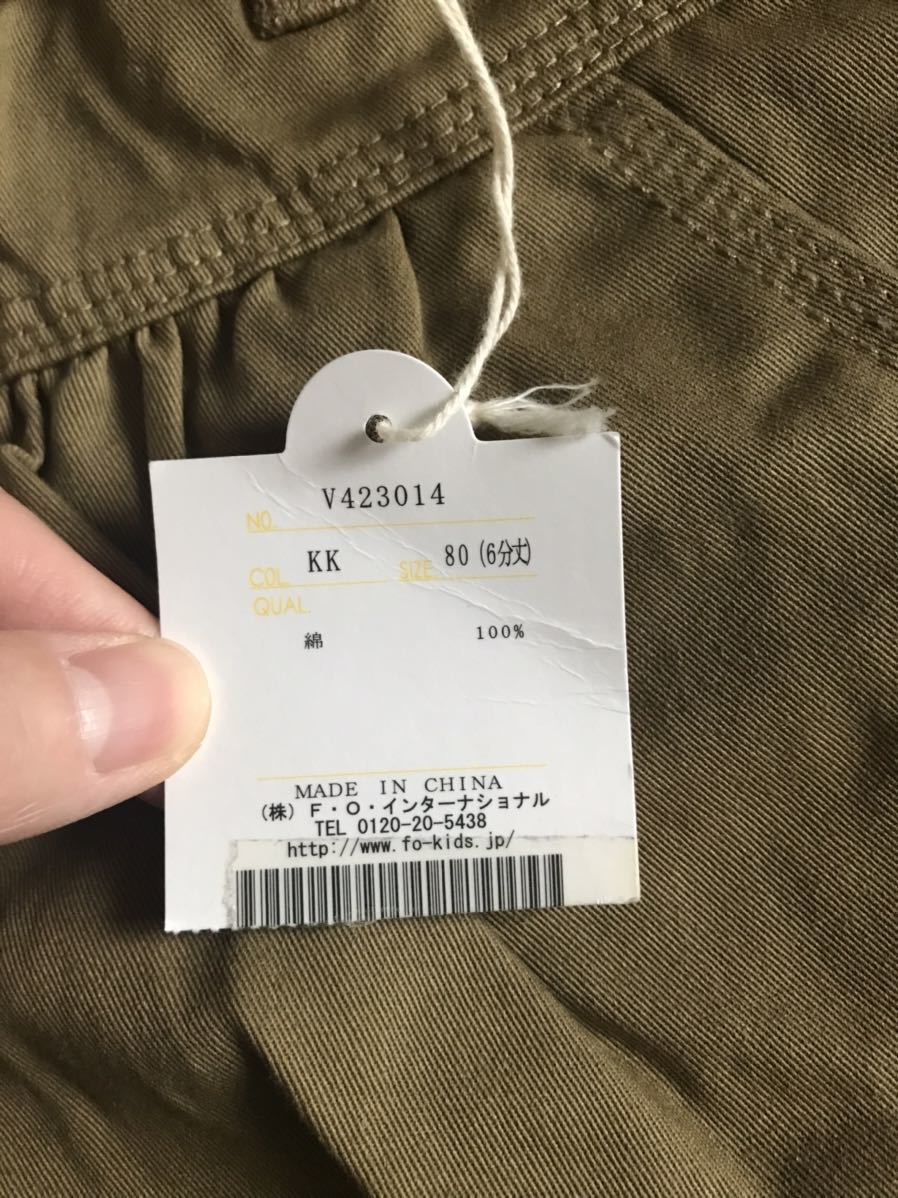 NO. V423014
COL. KK SIZE. 80 (6分丈)
QUAL.
綿 100%
MADE IN CHINA
(株) F・O・インターナショナル
TEL 0120-20-5438
http://www.fo-kids.jp/